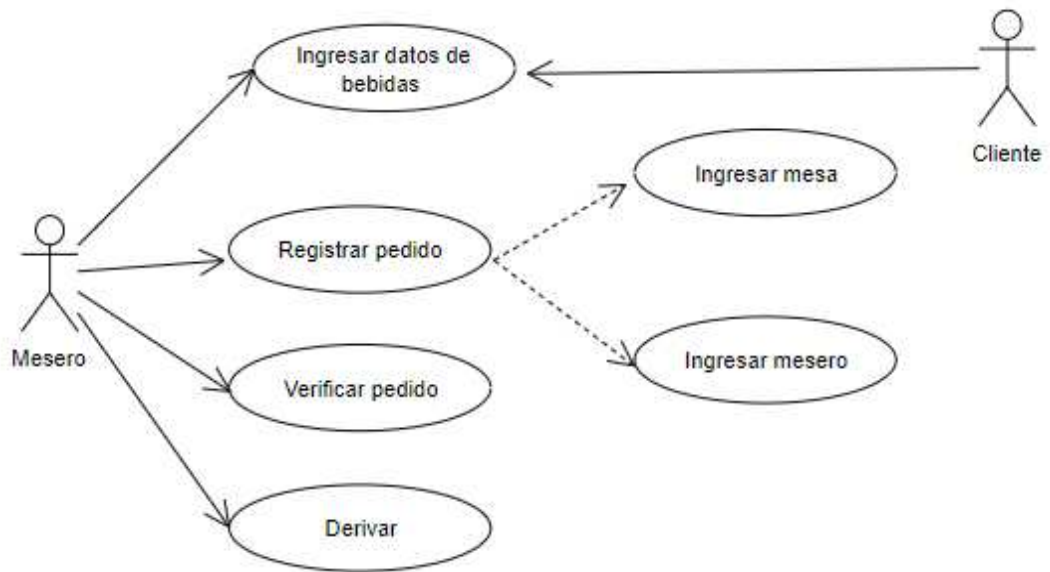 Ingresar datos de
bebidas
Cliente
Ingresar mesa
Registrar pedido
Mesero
Ingresar mesero
Verificar pedido
Derivar